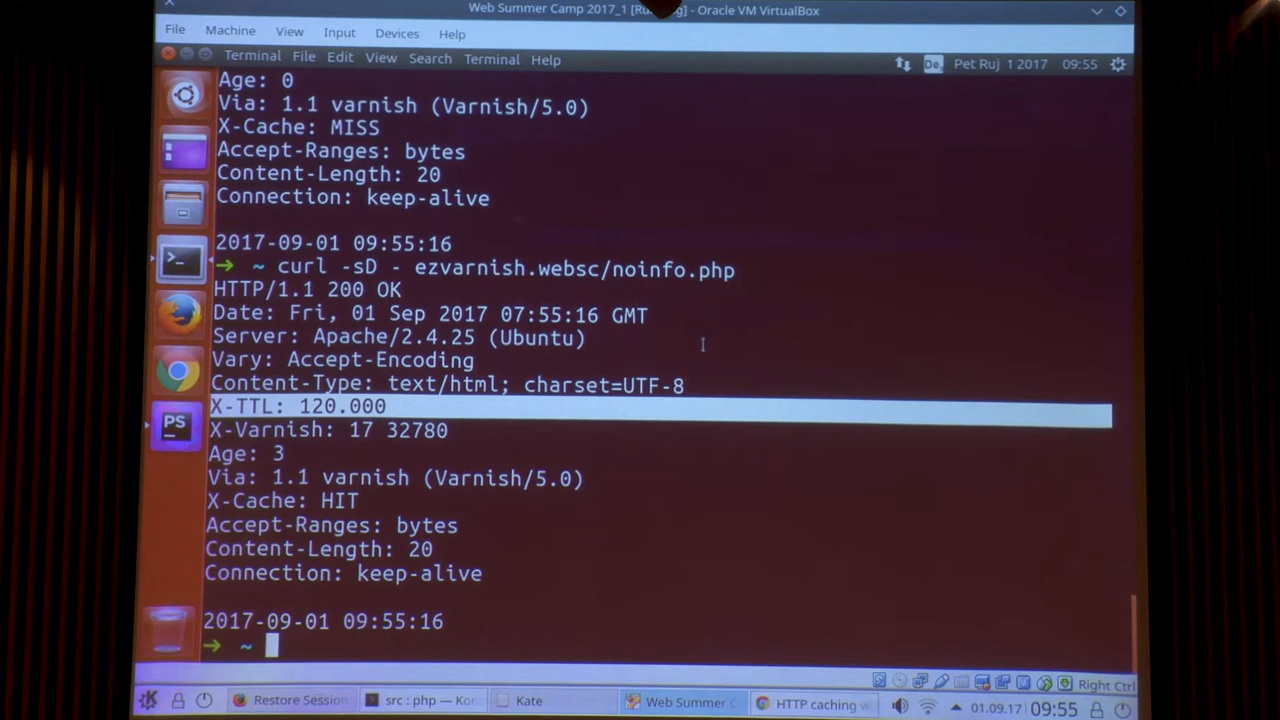 Web Summer Camp 2017_1 [Ru g] - Oracle VM VirtualBox
File Machine View Input Devices Help
Terminal File Edit View Search Terminal Help De Pet Ruj 1 2017 09:55
Age: 0
Via: 1.1 varnish (Varnish/5.0)
X-Cache: MISS
Accept-Ranges: bytes
Content-Length: 20
Connection: keep-alive
2017-09-01 09:55:16
➜ ~ curl -sD - ezvarnish.websc/noinfo.php
HTTP/1.1 200 OK
Date: Fri, 01 Sep 2017 07:55:16 GMT
Server: Apache/2.4.25 (Ubuntu)
Vary: Accept-Encoding
Content-Type: text/html; charset=UTF-8
X-TTL: 120.000
X-Varnish: 17 32780
Age: 3
Via: 1.1 varnish (Varnish/5.0)
X-Cache: HIT
Accept-Ranges: bytes
Content-Length: 20
Connection: keep-alive
2017-09-01 09:55:16
➜ ~
PS
Right Ctrl
Restore Session src : php — Kon Kate Web Summer C HTTP caching w 01.09.17 09:55